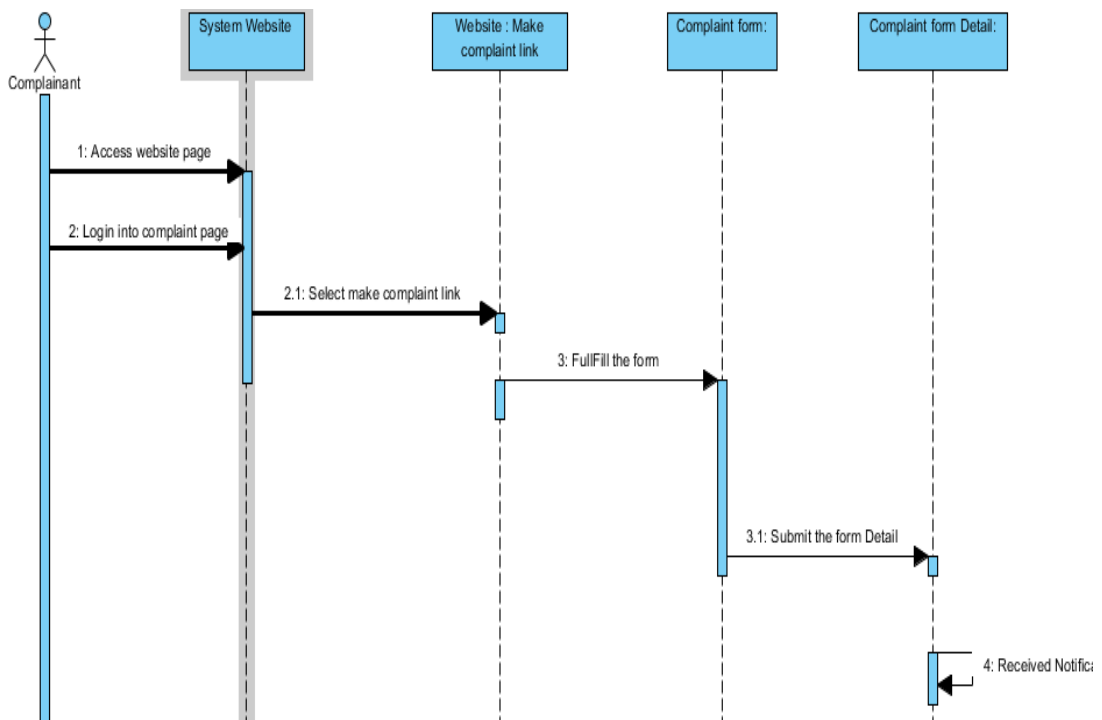 System Website
Website : Make
complaint link
Complaint form:
Complaint form Detail:
Complainant
1: Access website page
2: Login into complaint page
2.1: Select make complaint link
3: FullFill the form
3.1: Submit the form Detail
4: Received